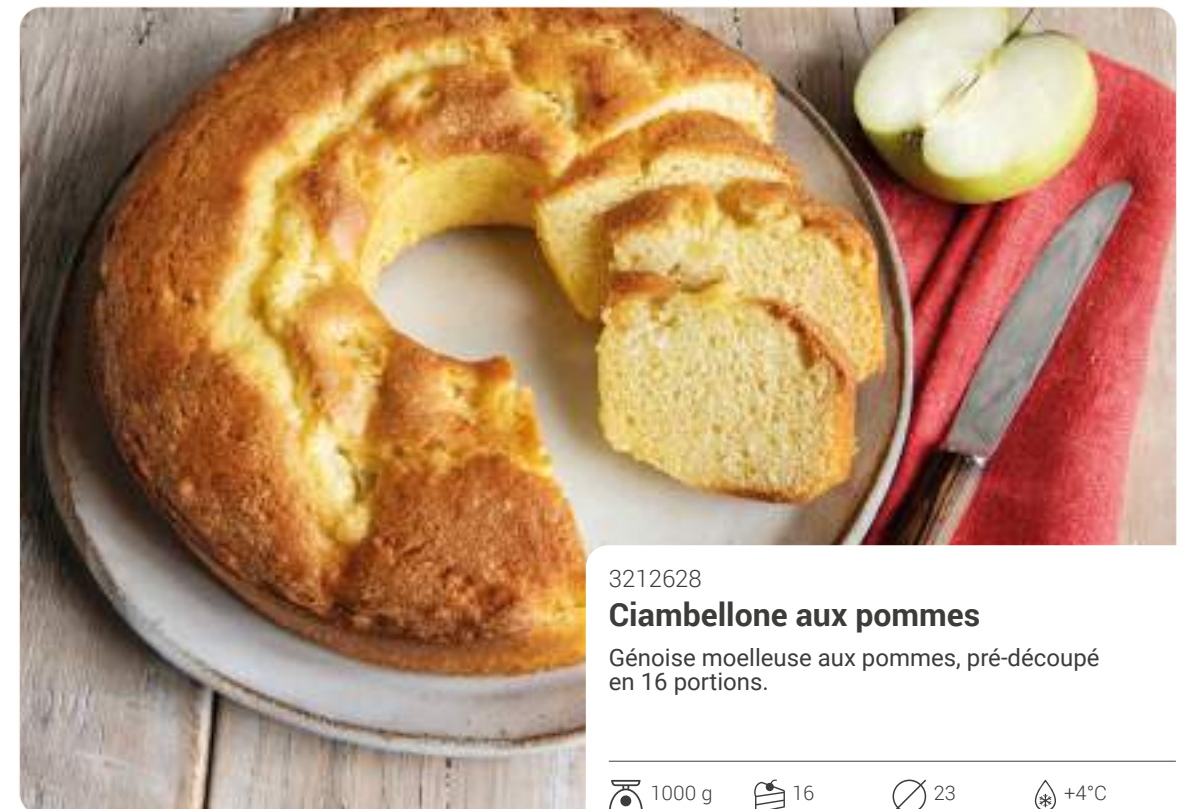 3212628
Ciambellone aux pommes
Génoise moelleuse aux pommes, pré-découpé
en 16 portions.
1000 g 16 23 +4°C